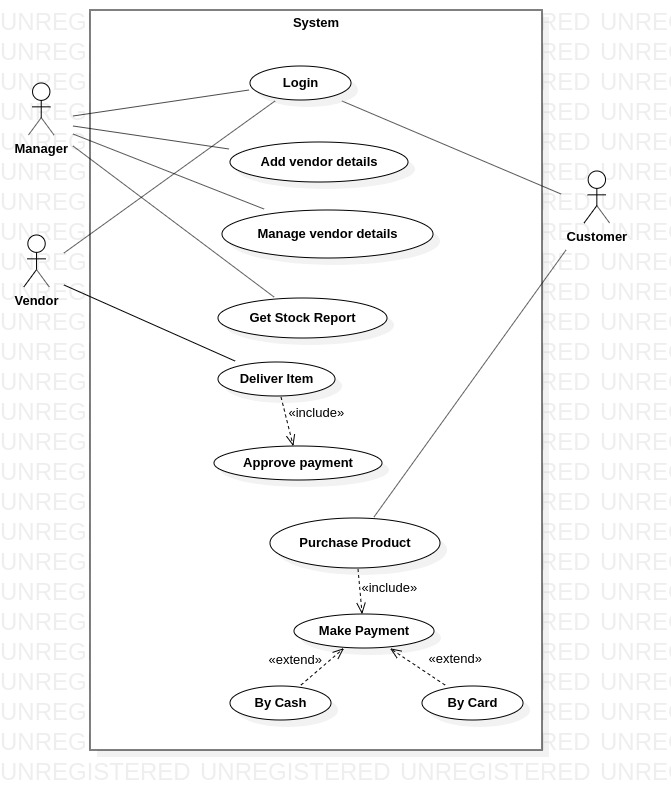 System
Login
Manager
Add vendor details
Manage vendor details
Customer
Vendor
Get Stock Report
Deliver Item
«include»
Approve payment
Purchase Product
«include»
Make Payment
«extend» «extend»
By Cash By Card
UNREGISTERED UNREGISTERED UNREGISTERED UNRE